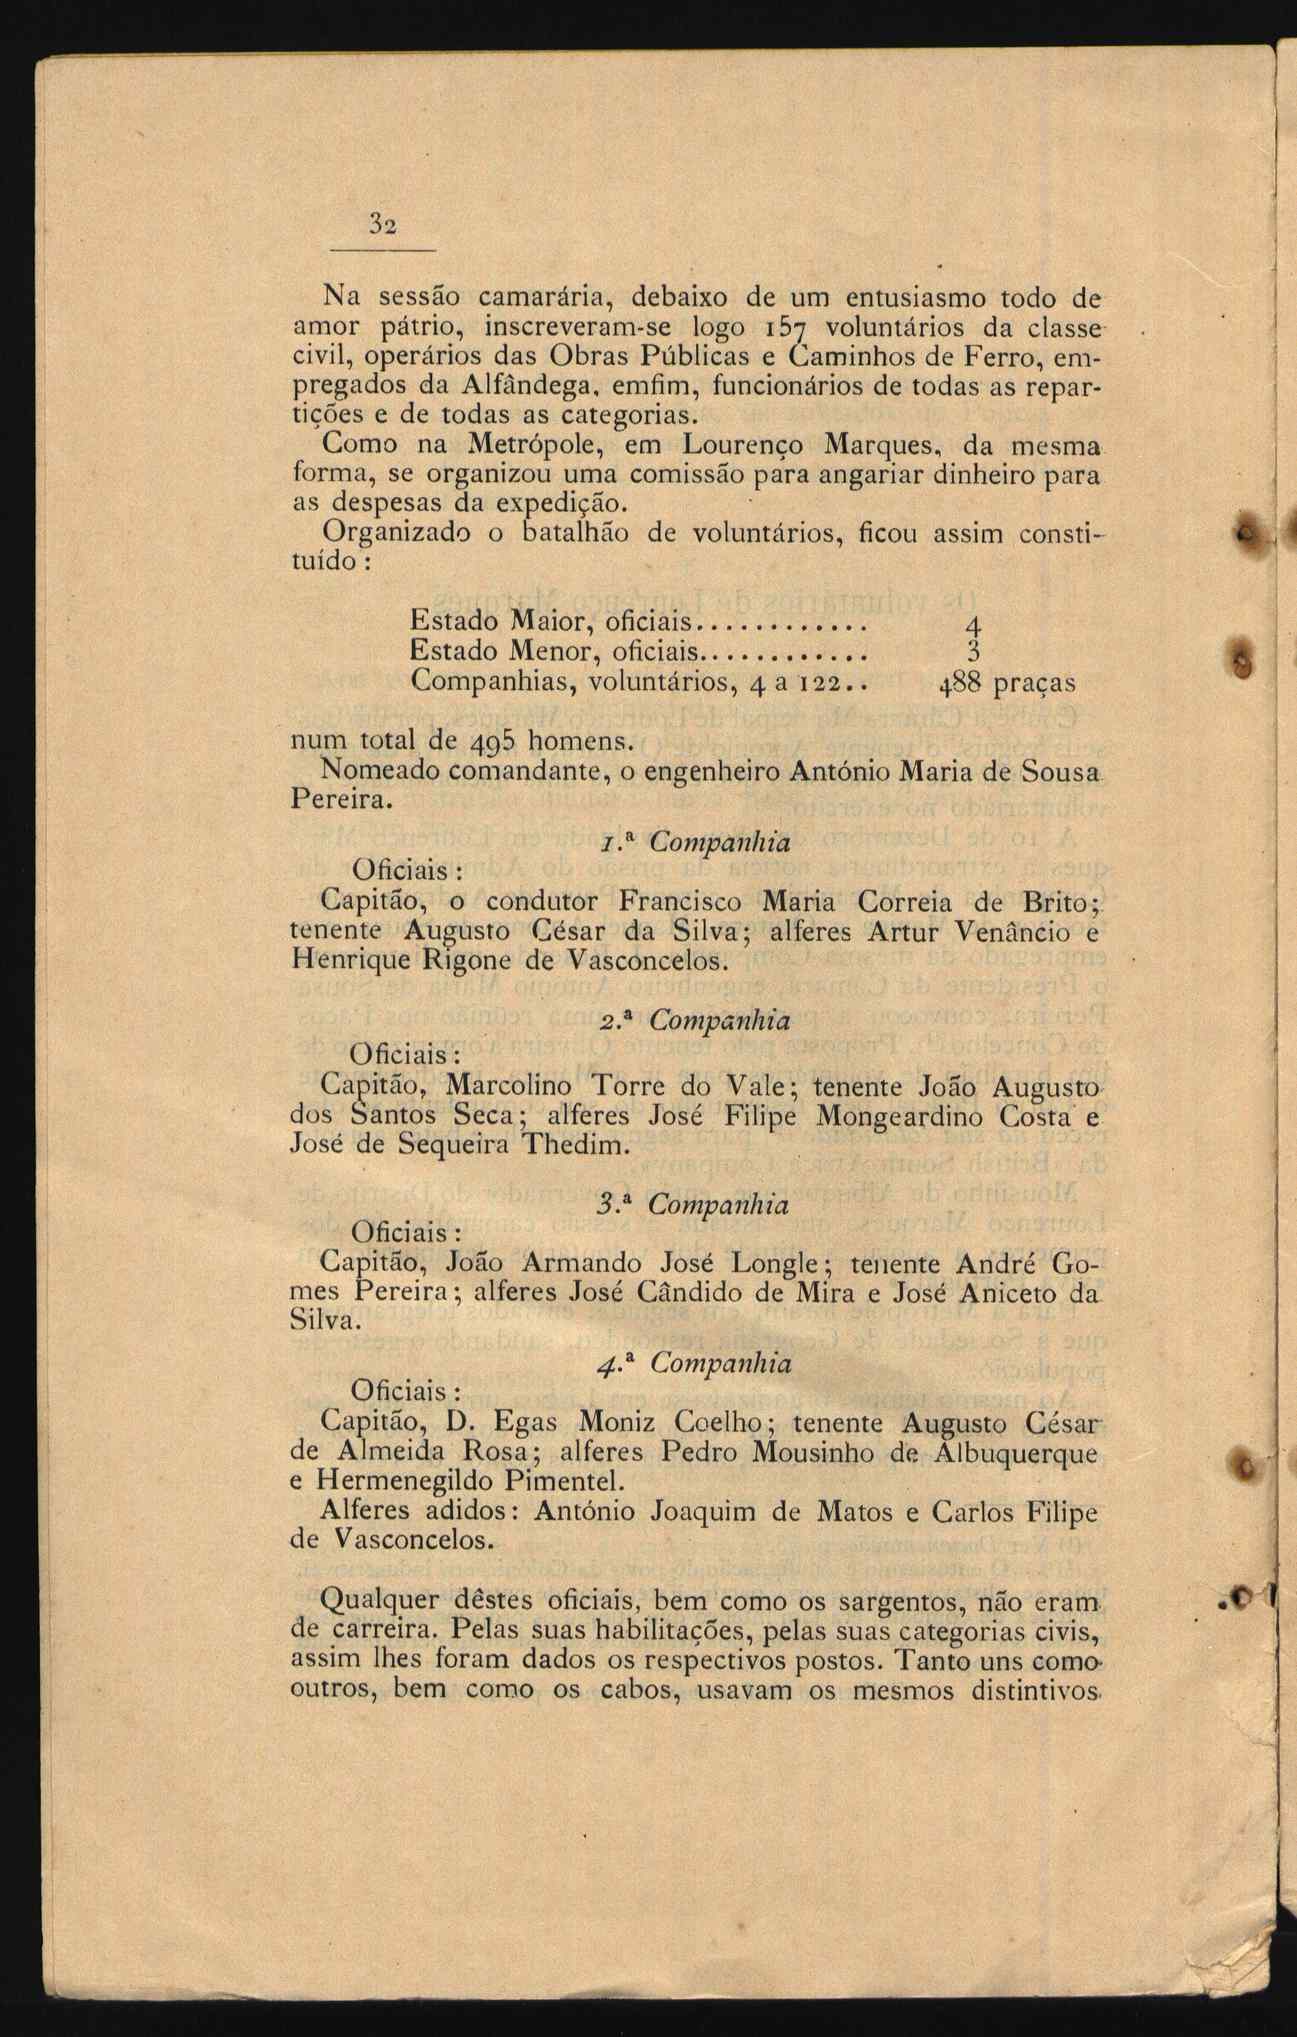 32
Na sessão camarária, debaixo de um entusiasmo todo de
amor pátrio, inscreveram-se logo 157 voluntários da classe
civil, operários das Obras Públicas e Caminhos de Ferro, em-
pregados da Alfândega, emfim, funcionários de todas as repar-
tições e de todas as categorias.
Como na Metrópole, em Lourenço Marques, da mesma
forma, se organizou uma comissão para angariar dinheiro para
as despesas da expedição.
Organizado o batalhão de voluntários, ficou assim consti-
tuído :
Estado Maior, oficiais............ 4
Estado Menor, oficiais............ 3
Companhias, voluntários, 4 a 122.. 488 praças
num total de 495 homens.
Nomeado comandante, o engenheiro António Maria de Sousa
Pereira.
1.ª Companhia
Oficiais :
Capitão, o condutor Francisco Maria Correia de Brito;
tenente Augusto César da Silva; alferes Artur Venâncio e
Henrique Rigone de Vasconcelos.
2.ª Companhia
Oficiais :
Capitão, Marcolino Torre do Vale; tenente João Augusto
dos Santos Seca; alferes José Filipe Mongeardino Costa e
José de Sequeira Thedim.
3.ª Companhia
Oficiais :
Capitão, João Armando José Longle; tenente André Go-
mes Pereira; alferes José Cândido de Mira e José Aniceto da
Silva.
4.ª Companhia
Oficiais :
Capitão, D. Egas Moniz Coelho; tenente Augusto César
de Almeida Rosa; alferes Pedro Mousinho de Albuquerque
e Hermenegildo Pimentel.
Alferes adidos: António Joaquim de Matos e Carlos Filipe
de Vasconcelos.
Qualquer dêstes oficiais, bem como os sargentos, não eram
de carreira. Pelas suas habilitações, pelas suas categorias civis,
assim lhes foram dados os respectivos postos. Tanto uns como
outros, bem como os cabos, usavam os mesmos distintivos